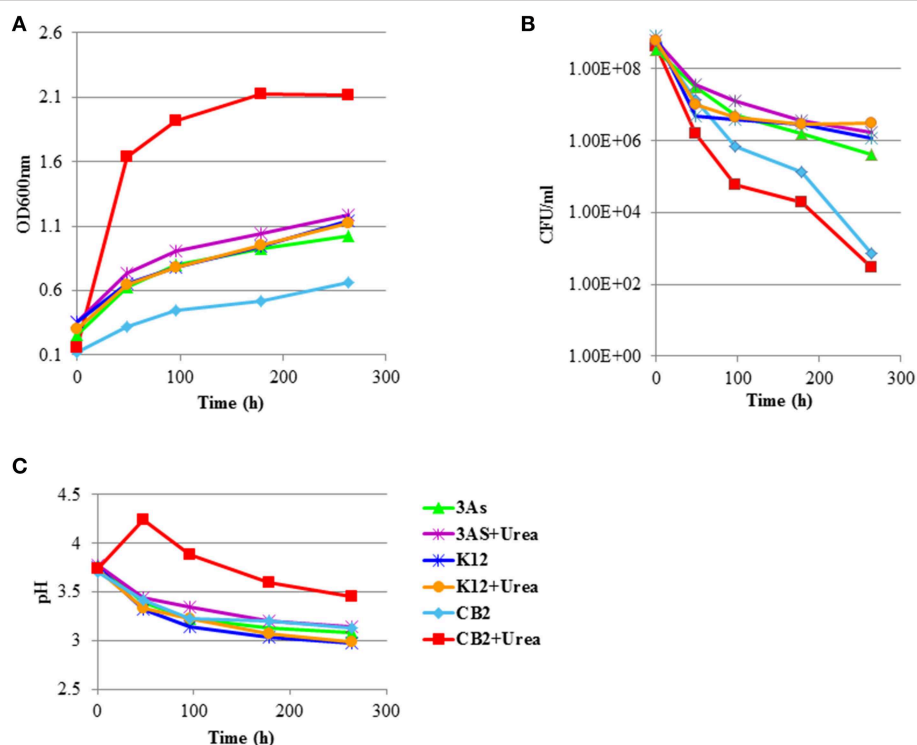 A
2.6
2.1
1.6
1.1
0.6
0.1
OD600nm
0 100 200 300
Time (h)
B
1.00E+08
1.00E+06
1.00E+04
1.00E+02
1.00E+00
CFU/ml
0 100 200 300
Time (h)
C
4.5
4
3.5
3
2.5
pH
0 100 200 300
Time (h)
3As
3AS+Urea
K12
K12+Urea
CB2
CB2+Urea